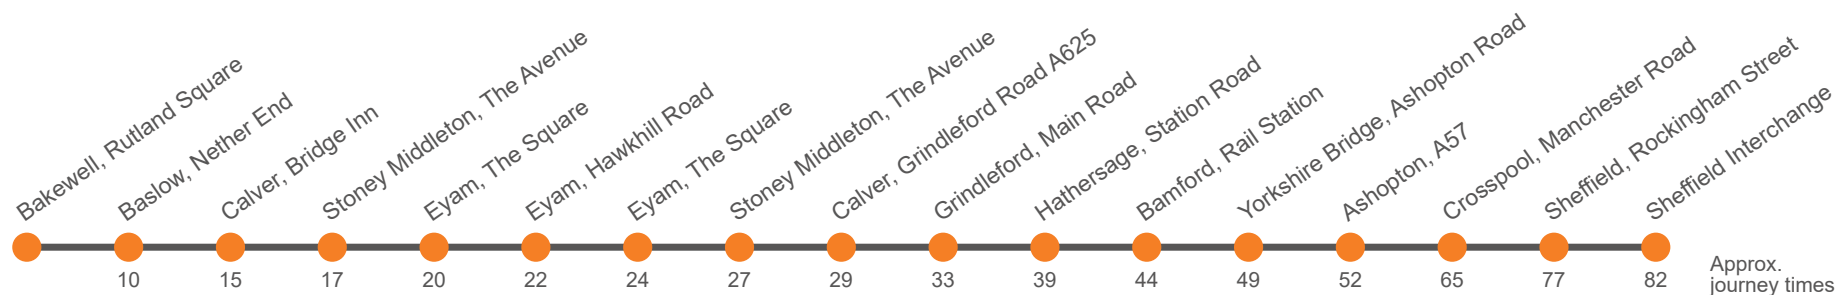 Bakewell, Rutland Square
Baslow, Nether End
Calver, Bridge Inn
Stoney Middleton, The Avenue
Eyam, The Square
Eyam, Hawkhill Road
Eyam, The Square
Stoney Middleton, The Avenue
Calver, Grindleford Road A625
Grindleford, Main Road
Hathersage, Station Road
Bamford, Rail Station
Yorkshire Bridge, Ashopton Road
Ashopton, A57
Crosspool, Manchester Road
Sheffield, Rockingham Street
Sheffield Interchange
10 15 17 20 22 24 27 29 33 39 44 49 52 65 77 82
Approx.
journey times